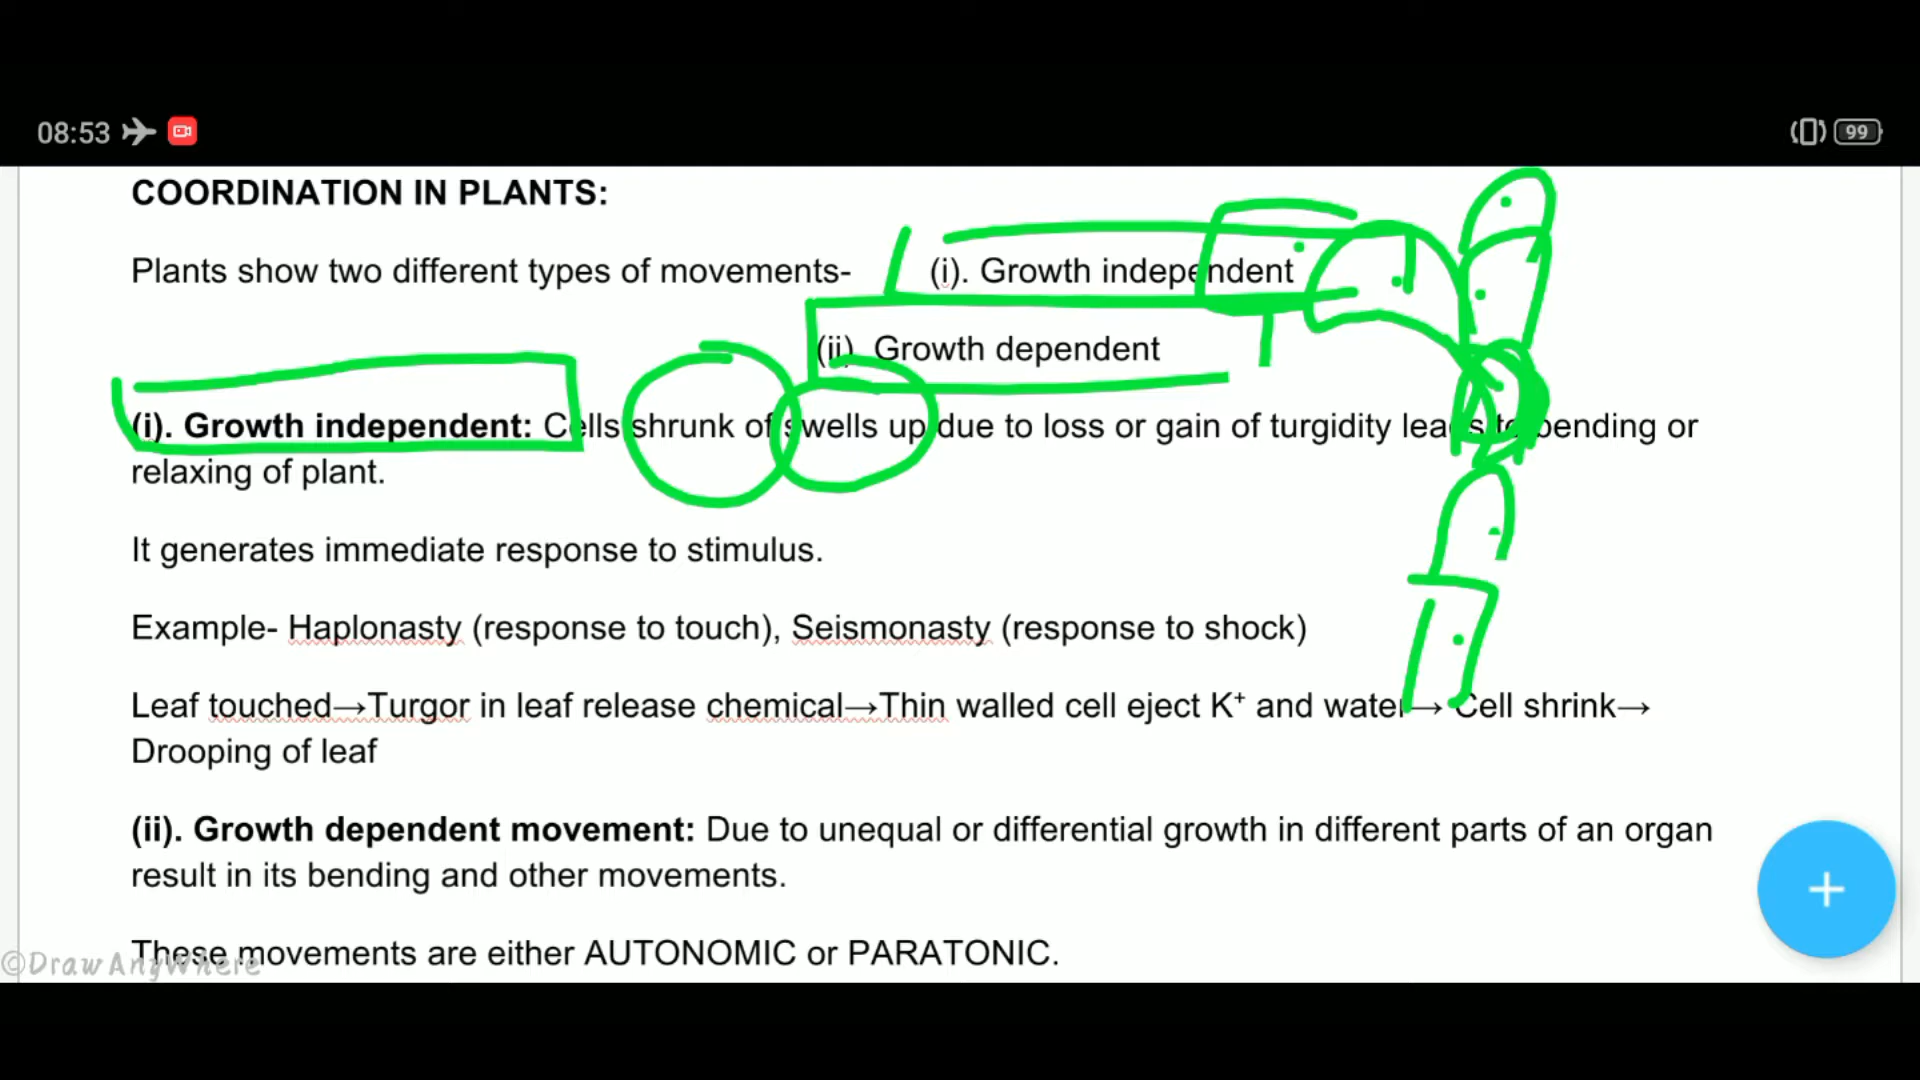 08:53
99
COORDINATION IN PLANTS:
Plants show two different types of movements- (i). Growth independent
(ii). Growth dependent
(i). Growth independent: Cells shrunk of swells up due to loss or gain of turgidity leads to bending or
relaxing of plant.
It generates immediate response to stimulus.
Example- Haplonasty (response to touch), Seismonasty (response to shock)
Leaf touched→Turgor in leaf release chemical→Thin walled cell eject K⁺ and water→ Cell shrink→
Drooping of leaf
(ii). Growth dependent movement: Due to unequal or differential growth in different parts of an organ
result in its bending and other movements.
These movements are either AUTONOMIC or PARATONIC.
©DrawAnyWhere